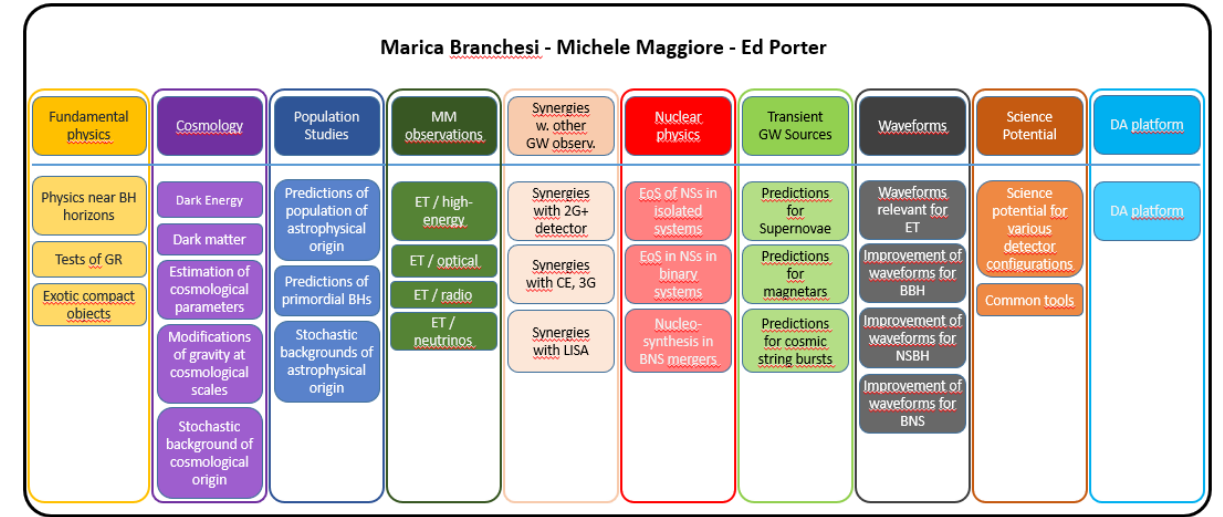 Marica Branchesi - Michele Maggiore - Ed Porter
Fundamental
physics
Cosmology
Population
Studies
MM
observations
Synergies
w. other
GW observ.
Nuclear
physics
Transient
GW Sources
Waveforms
Science
Potential
DA platform
Physics near BH
horizons
Tests of GR
Exotic compact
objects
Dark Energy
Dark matter
Estimation of
cosmological
parameters
Modifications
of gravity at
cosmological
scales
Stochastic
background of
cosmological
origin
Predictions of
population of
astrophysical
origin
Predictions of
primordial BHs
Stochastic
backgrounds of
astrophysical
origin
ET / high-
energy
ET / optical
ET / radio
ET /
neutrinos
Synergies
with 2G+
detector
Synergies
with CE, 3G
Synergies
with LISA
EoS of NSs in
isolated
systems
EoS in NSs in
binary
systems
Nucleo-
synthesis in
BNS mergers
Predictions
for
Supernovae
Predictions
for
magnetars
Predictions
for cosmic
string bursts
Waveforms
relevant for
ET
Improvement of
waveforms for
BBH
Improvement of
waveforms for
NSBH
Improvement of
waveforms for
BNS
Science
potential for
various
detector
configurations
Common tools
DA platform